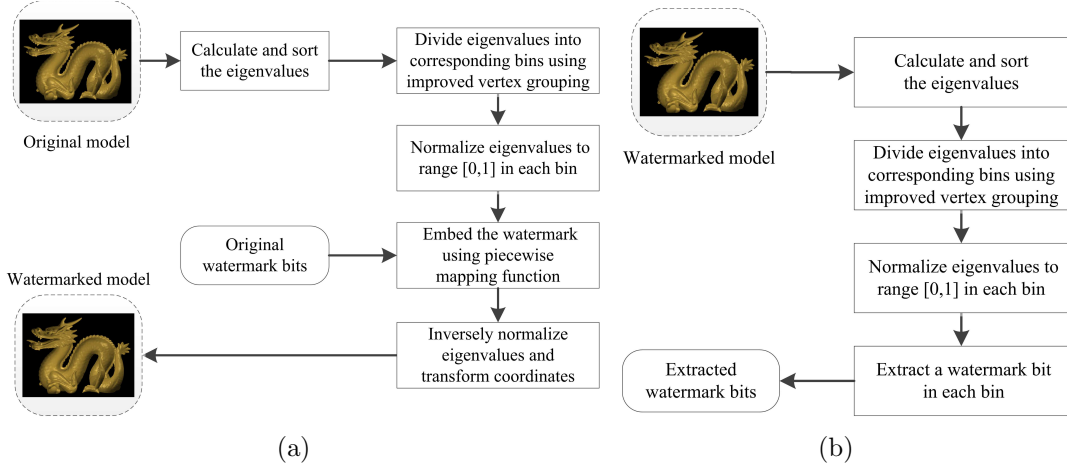 Original model
Calculate and sort
the eigenvalues
Divide eigenvalues into
corresponding bins using
improved vertex grouping
Normalize eigenvalues to
range [0,1] in each bin
Original
watermark bits
Embed the watermark
using piecewise
mapping function
Watermarked model
Inversely normalize
eigenvalues and
transform coordinates
(a)
Watermarked model
Calculate and sort
the eigenvalues
Divide eigenvalues into
corresponding bins using
improved vertex grouping
Normalize eigenvalues to
range [0,1] in each bin
Extracted
watermark bits
Extract a watermark bit
in each bin
(b)